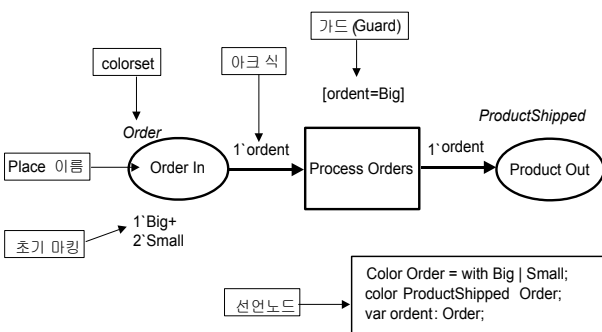 가드 (Guard)
colorset
아크 식
[ordent=Big]
Order
ProductShipped
1`ordent
1`ordent
Place 이름
Order In
Process Orders
Product Out
1`Big+
2`Small
초기 마킹
선언노드
Color Order = with Big | Small;
color ProductShipped Order;
var ordent: Order;